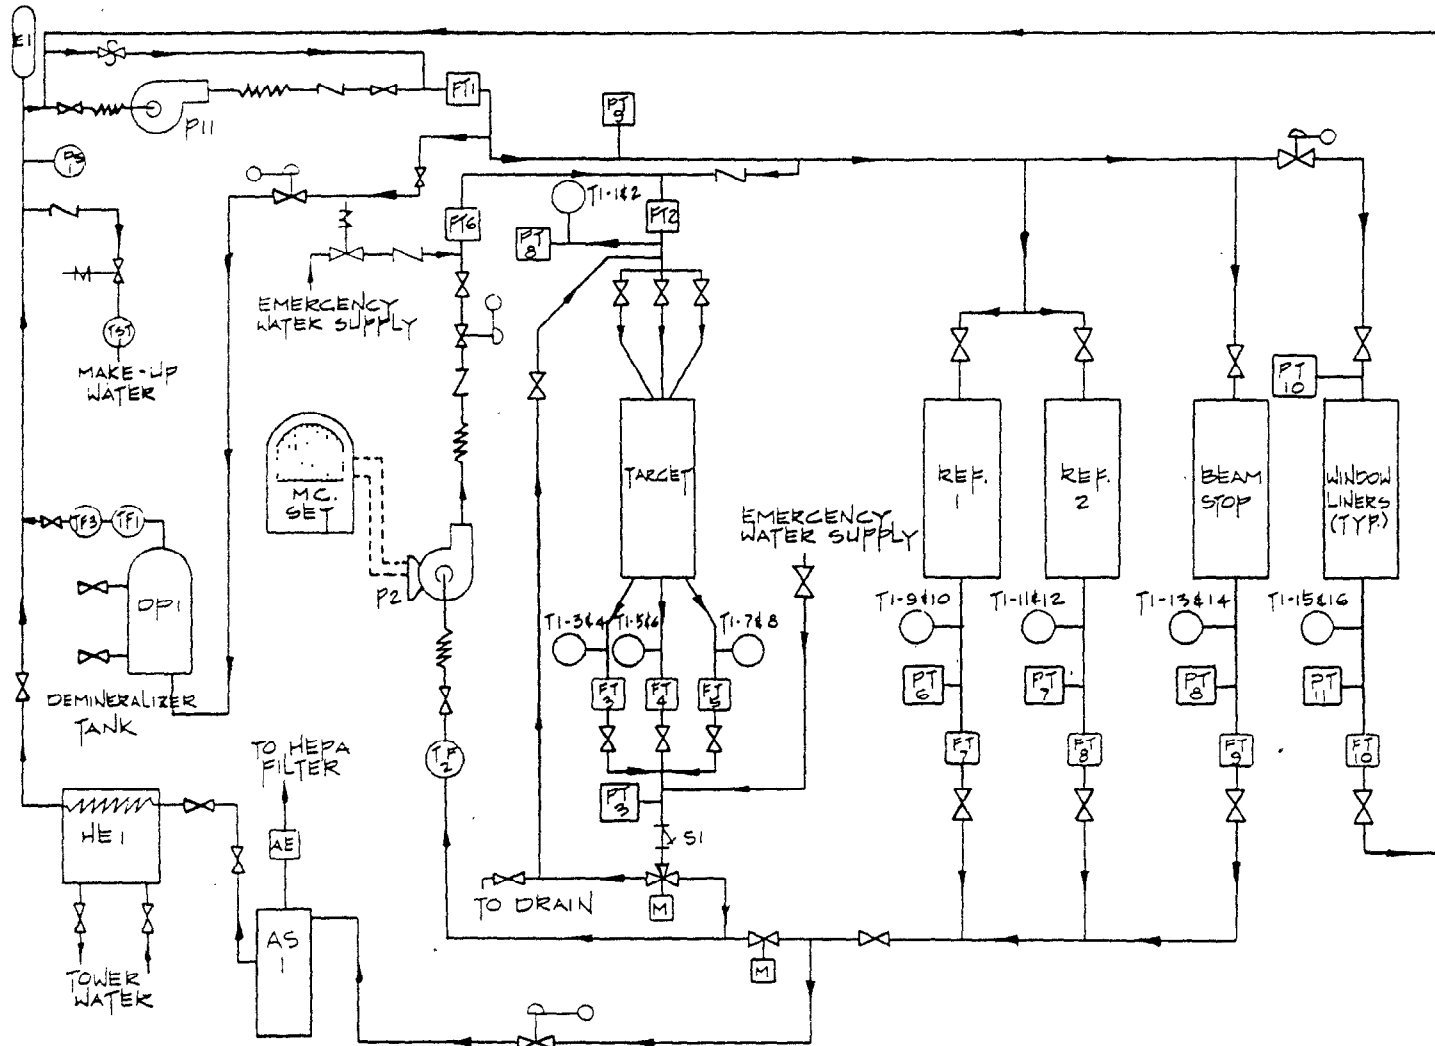 E1
P11
FT1
PT
9
PS
1
T1-1&2
FT6
FT2
PT
8
EMERGENCY
WATER SUPPLY
TST
MAKE-UP
WATER
PT
10
M.C.
SET
TARGET
REF.
1
REF.
2
BEAM
STOP
WINDOW
LINERS
(TYP.)
EMERGENCY
WATER SUPPLY
TF3
TF1
P2
DP1
T1-3&4
T1-5&6
T1-7&8
T1-9&10
T1-11&12
T1-13&14
T1-15&16
FT
3
FT
4
FT
5
PT
6
PT
7
PT
8
PT
11
DEMINERALIZER
TANK
TO HEPA
FILTER
TF
2
FT
7
FT
8
FT
9
FT
10
PT
3
HE1
AE
S1
TO DRAIN
M
AS
1
M
TOWER
WATER